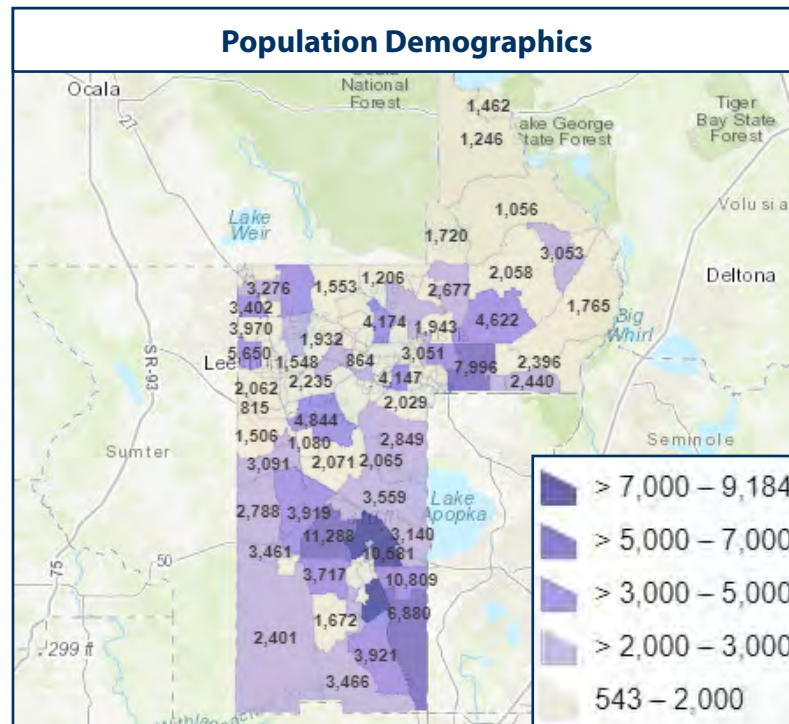 Population Demographics
Ocala
National
Forest
27
1,462
1,246
Lake George
State Forest
Tiger
Bay State
Forest
Lake
Weir
1,056
Volusia
1,720
3,053
2,058
Deltona
3,276
1,553
1,206
2,677
1,765
3,402
4,174
1,943
4,622
Big
Whirl
3,970
1,932
5,650
1,548
864
3,051
7,996
2,396
SR-93
2,062
2,235
4,147
2,440
815
2,029
4,844
1,506
1,080
2,849
Sumter
3,091
2,071
2,065
Seminole
3,559
Lake
Apopka
2,788
3,919
11,288
3,140
50
3,461
10,581
75
3,717
10,809
6,880
1,672
2,401
299 ft
3,921
3,466
> 7,000 – 9,184
> 5,000 – 7,000
> 3,000 – 5,000
> 2,000 – 3,000
543 – 2,000